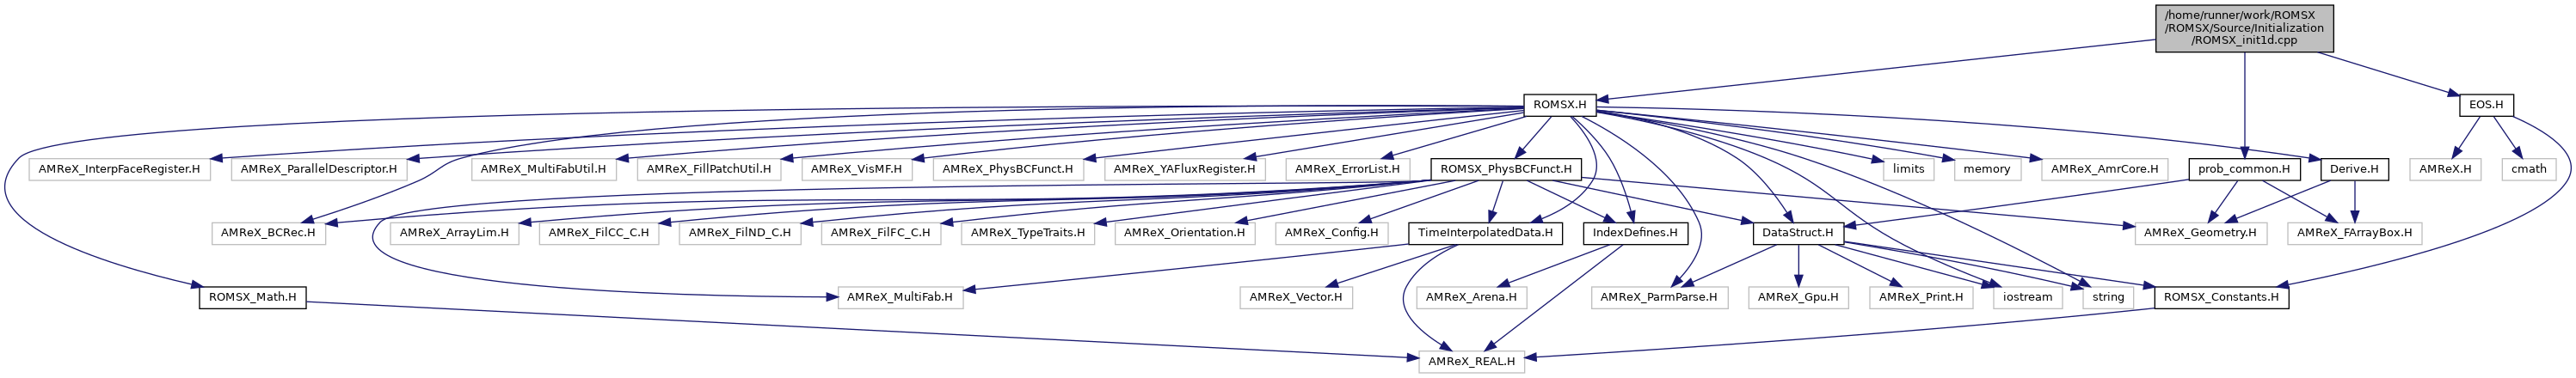 /home/runner/work/ROMSX
/ROMSX/Source/Initialization
/ROMSX_init1d.cpp
ROMSX.H
EOS.H
AMReX_InterpFaceRegister.H
AMReX_ParallelDescriptor.H
AMReX_MultiFabUtil.H
AMReX_FillPatchUtil.H
AMReX_VisMF.H
AMReX_PhysBCFunct.H
AMReX_YAFluxRegister.H
AMReX_ErrorList.H
ROMSX_PhysBCFunct.H
limits
memory
AMReX_AmrCore.H
prob_common.H
Derive.H
AMReX.H
cmath
AMReX_BCRec.H
AMReX_ArrayLim.H
AMReX_FilCC_C.H
AMReX_FilND_C.H
AMReX_FilFC_C.H
AMReX_TypeTraits.H
AMReX_Orientation.H
AMReX_Config.H
TimeInterpolatedData.H
IndexDefines.H
DataStruct.H
AMReX_Geometry.H
AMReX_FArrayBox.H
ROMSX_Math.H
AMReX_MultiFab.H
AMReX_Vector.H
AMReX_Arena.H
AMReX_ParmParse.H
AMReX_Gpu.H
AMReX_Print.H
iostream
string
ROMSX_Constants.H
AMReX_REAL.H